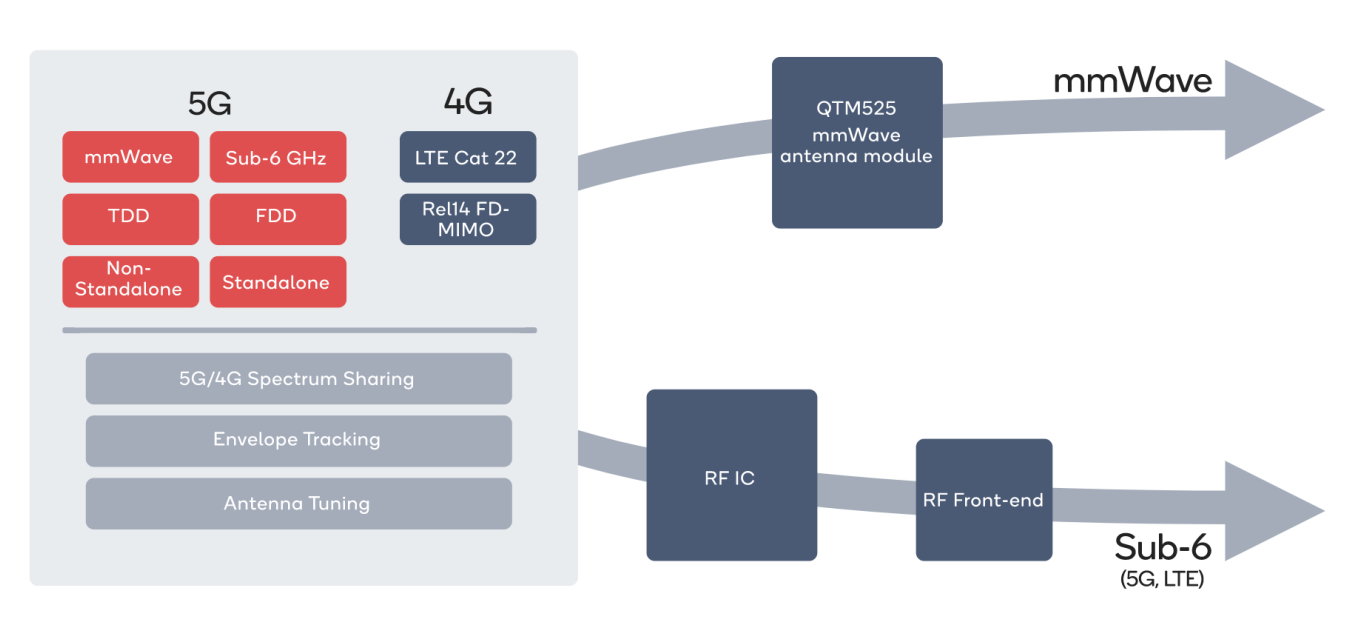 5G
4G
mmWave
Sub-6 GHz
LTE Cat 22
TDD
FDD
Rel14 FD-
MIMO
Non-
Standalone
Standalone
5G/4G Spectrum Sharing
Envelope Tracking
Antenna Tuning
QTM525
mmWave
antenna module
mmWave
RF IC
RF Front-end
Sub-6
(5G, LTE)